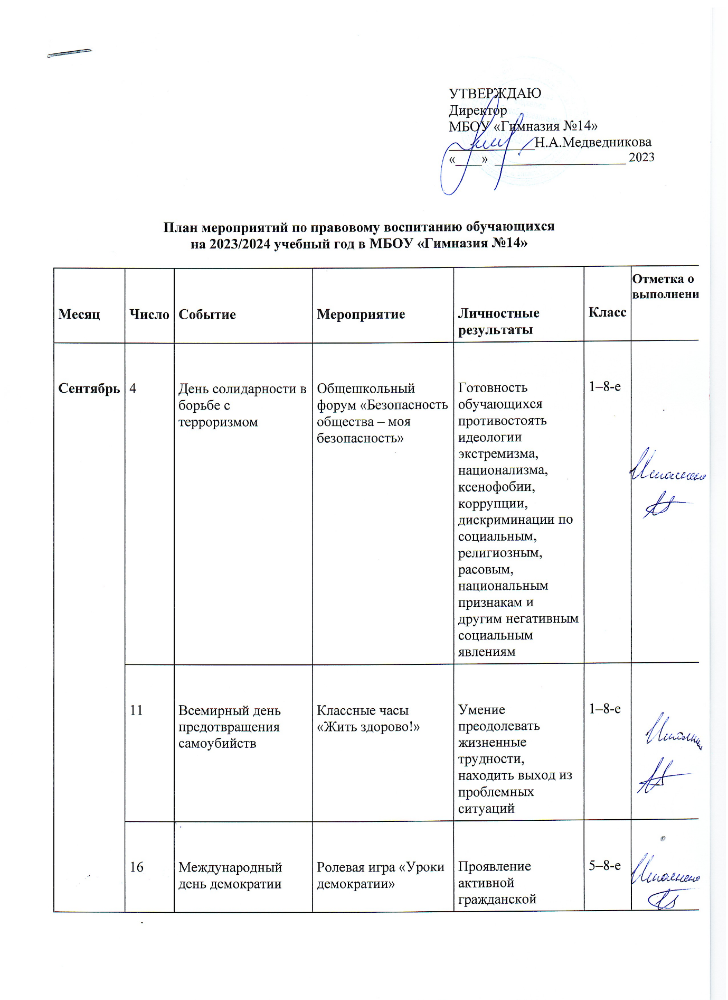 УТВЕРЖДАЮ
Директор
МБОУ «Гимназия №14»
____________Н.А.Медведникова
«____» ___________________ 2023
План мероприятий по правовому воспитанию обучающихся
на 2023/2024 учебный год в МБОУ «Гимназия №14»
Месяц
Число
Событие
Мероприятие
Личностные
результаты
Класс
Отметка о
выполнени
Сентябрь
4
День солидарности в
борьбе с
терроризмом
Общешкольный
форум «Безопасность
общества – моя
безопасность»
Готовность
обучающихся
противостоять
идеологии
экстремизма,
национализма,
ксенофобии,
коррупции,
дискриминации по
социальным,
религиозным,
расовым,
национальным
признакам и
другим негативным
социальным
явлениям
1–8-е
Исполнено
11
Всемирный день
предотвращения
самоубийств
Классные часы
«Жить здорово!»
Умение
преодолевать
жизненные
трудности,
находить выход из
проблемных
ситуаций
1–8-е
16
Международный
день демократии
Ролевая игра «Уроки
демократии»
Проявление
активной
гражданской
5–8-е
Исполнено